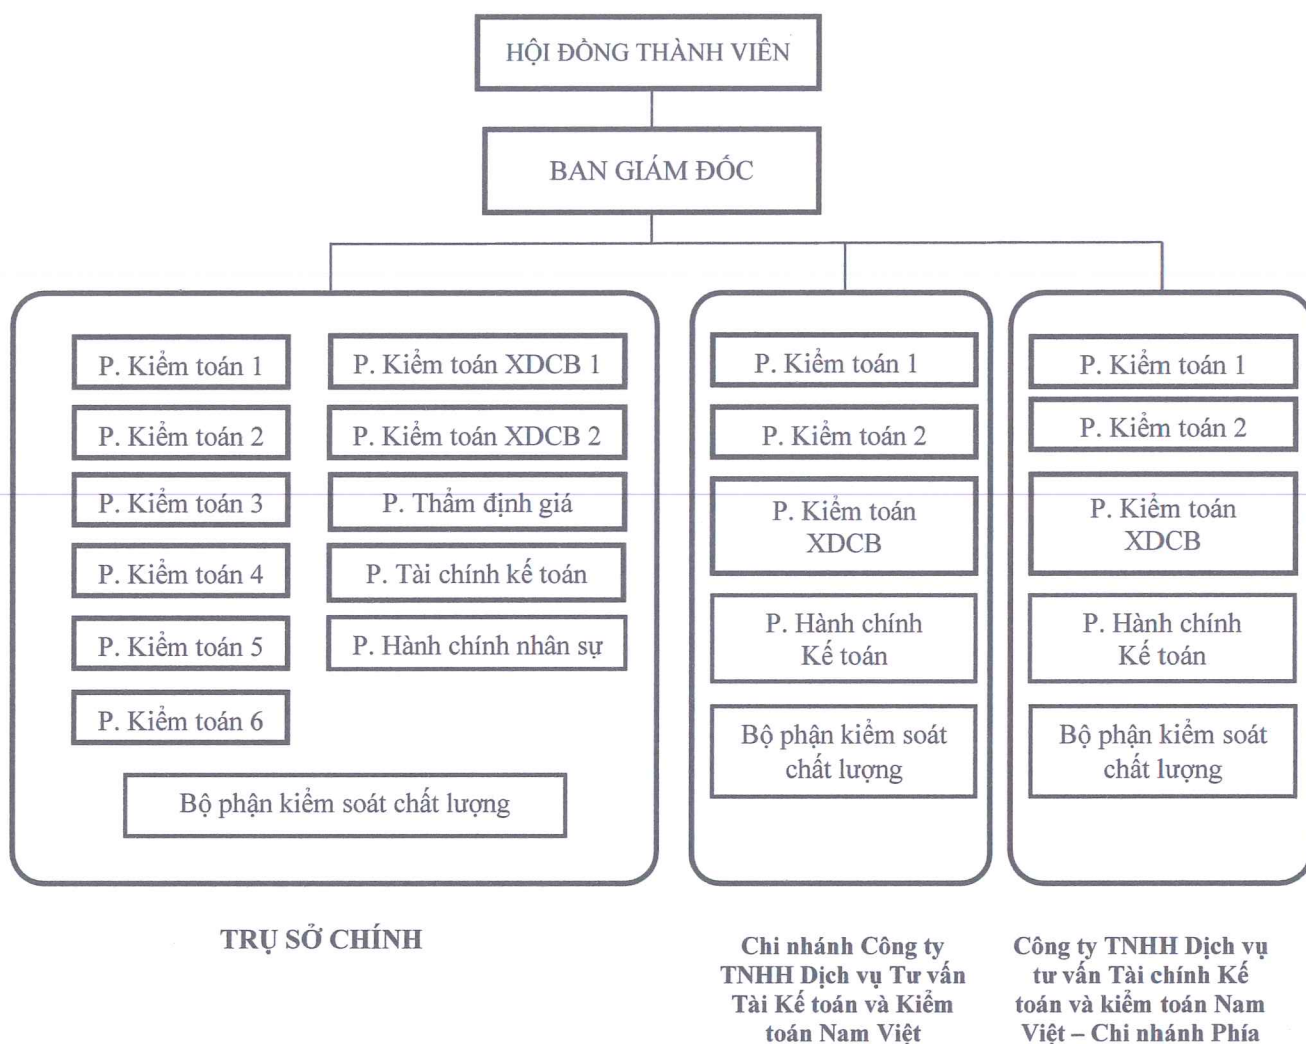 HỘI ĐỒNG THÀNH VIÊN
BAN GIÁM ĐỐC
P. Kiểm toán 1
P. Kiểm toán 2
P. Kiểm toán 3
P. Kiểm toán 4
P. Kiểm toán 5
P. Kiểm toán 6
P. Kiểm toán XDCB 1
P. Kiểm toán XDCB 2
P. Thẩm định giá
P. Tài chính kế toán
P. Hành chính nhân sự
Bộ phận kiểm soát chất lượng
TRỤ SỞ CHÍNH
P. Kiểm toán 1
P. Kiểm toán 2
P. Kiểm toán
XDCB
P. Hành chính
Kế toán
Bộ phận kiểm soát
chất lượng
Chi nhánh Công ty
TNHH Dịch vụ Tư vấn
Tài Kế toán và Kiểm
toán Nam Việt
P. Kiểm toán 1
P. Kiểm toán 2
P. Kiểm toán
XDCB
P. Hành chính
Kế toán
Bộ phận kiểm soát
chất lượng
Công ty TNHH Dịch vụ
tư vấn Tài chính Kế
toán và kiểm toán Nam
Việt – Chi nhánh Phía